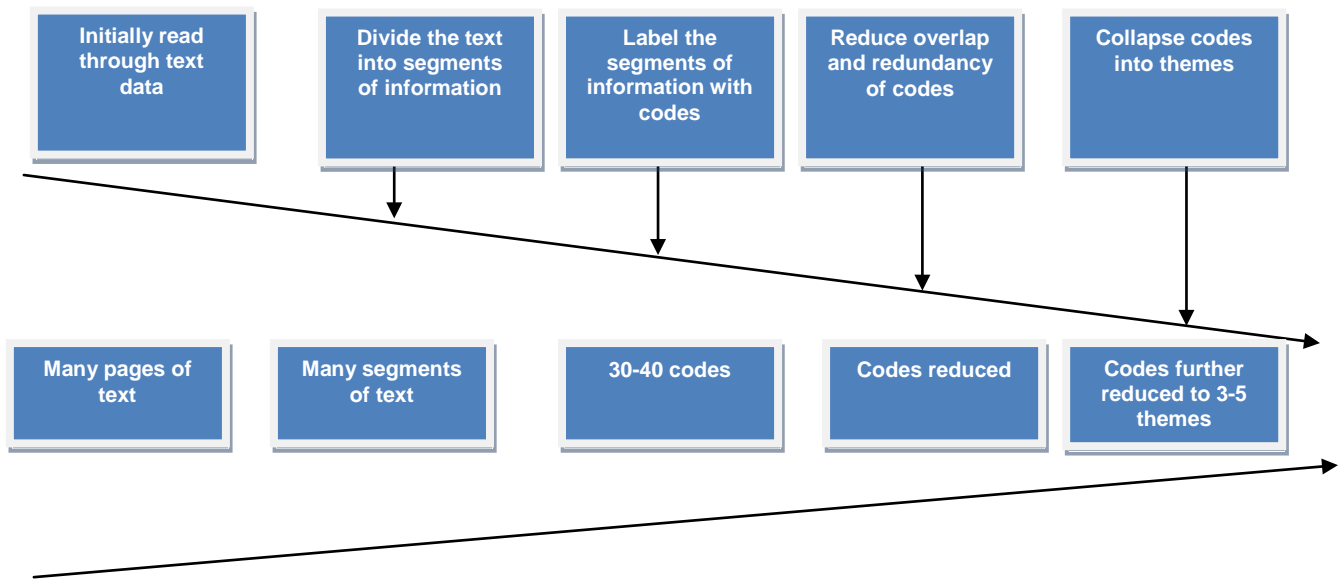 Initially read
through text
data
Divide the text
into segments
of information
Label the
segments of
information with
codes
Reduce overlap
and redundancy
of codes
Collapse codes
into themes
Many pages of
text
Many segments
of text
30-40 codes
Codes reduced
Codes further
reduced to 3-5
themes